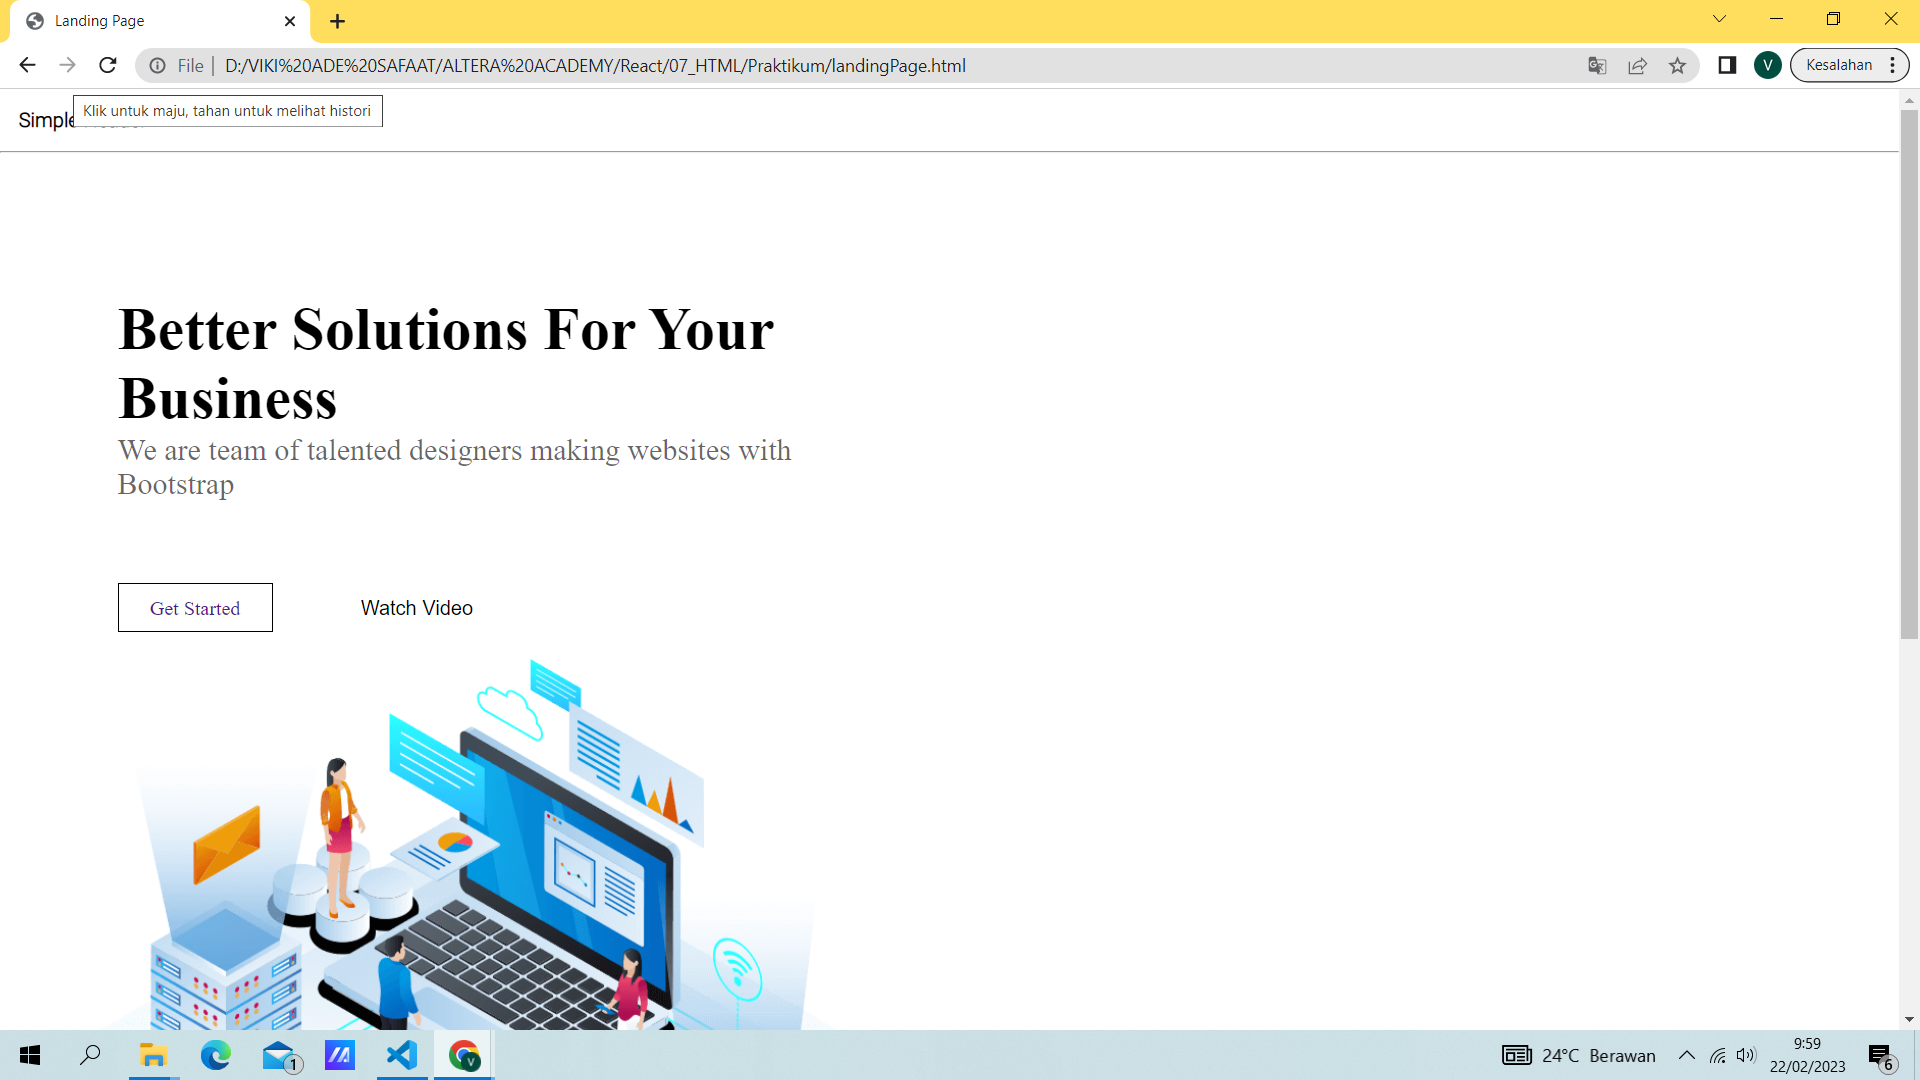 Landing Page
File
D:/VIKI%20ADE%20SAFAAT/ALTERA%20ACADEMY/React/07_HTML/Praktikum/landingPage.html
V
Kesalahan
Klik untuk maju, tahan untuk melihat histori
Simple
Better Solutions For Your
Business
We are team of talented designers making websites with
Bootstrap
Get Started
Watch Video
1
V
24°C Berawan
9:59
22/02/2023
6